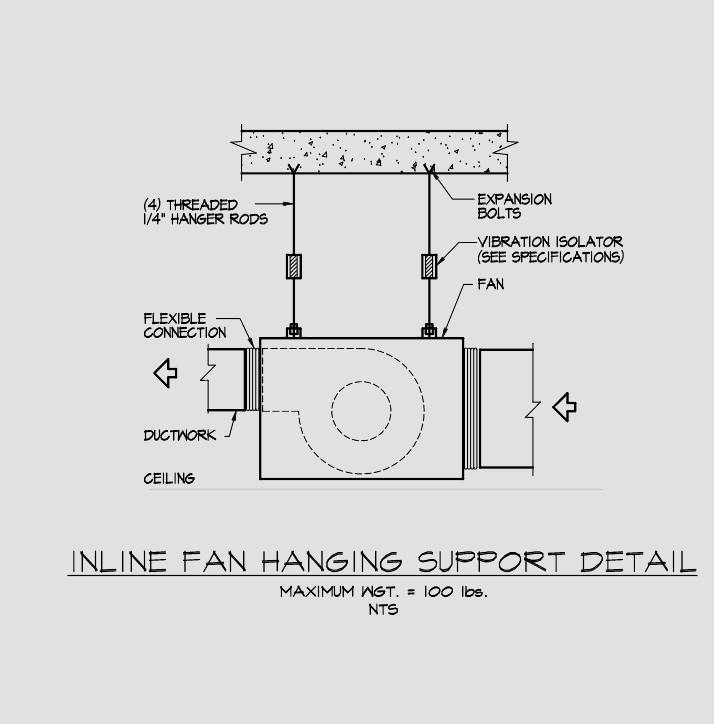 (4) THREADED
1/4" HANGER RODS
EXPANSION
BOLTS
VIBRATION ISOLATOR
(SEE SPECIFICATIONS)
FAN
FLEXIBLE
CONNECTION
DUCTWORK
CEILING
INLINE FAN HANGING SUPPORT DETAIL
MAXIMUM WGT. = 100 lbs.
NTS